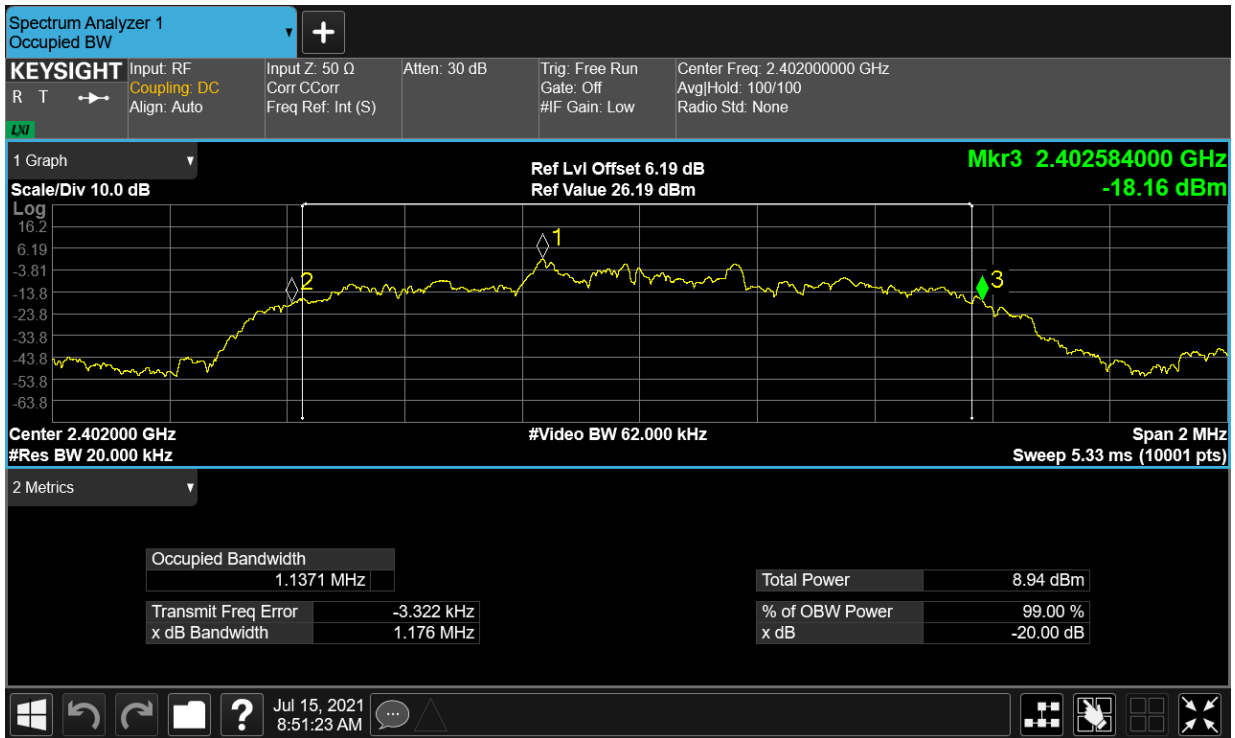 Spectrum Analyzer 1
Occupied BW
KEYSIGHT
R T
LXI
Input: RF
Coupling: DC
Align: Auto
Input Z: 50 Ω
Corr CCorr
Freq Ref: Int (S)
Atten: 30 dB
Trig: Free Run
Gate: Off
#IF Gain: Low
Center Freq: 2.402000000 GHz
Avg|Hold: 100/100
Radio Std: None
1 Graph
Scale/Div 10.0 dB
Ref Lvl Offset 6.19 dB
Ref Value 26.19 dBm
Mkr3 2.402584000 GHz
-18.16 dBm
Log
16.2
6.19
-3.81
-13.8
-23.8
-33.8
-43.8
-53.8
-63.8
1
2
3
Center 2.402000 GHz
#Video BW 62.000 kHz
Span 2 MHz
#Res BW 20.000 kHz
Sweep 5.33 ms (10001 pts)
2 Metrics
Occupied Bandwidth
1.1371 MHz
Transmit Freq Error -3.322 kHz
x dB Bandwidth 1.176 MHz
Total Power 8.94 dBm
% of OBW Power 99.00 %
x dB -20.00 dB
?
Jul 15, 2021
8:51:23 AM